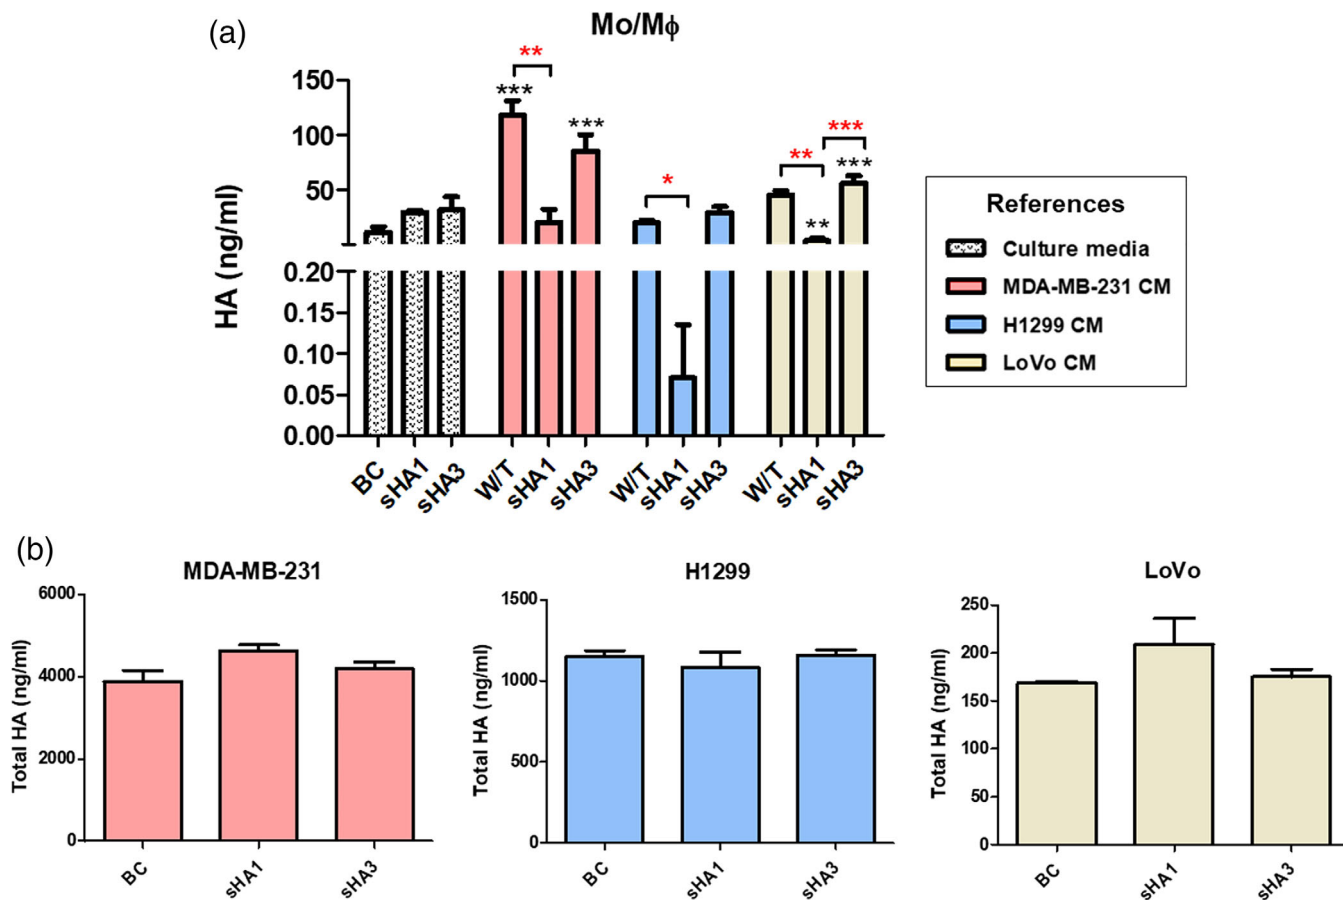 (a)
Mo/Mϕ
HA (ng/ml)
150
100
50
0.20
0.15
0.10
0.05
0.00
**
***
***
*
**
**
***
***
BC
sHA1
sHA3
W/T
sHA1
sHA3
W/T
sHA1
sHA3
W/T
sHA1
sHA3
References
Culture media
MDA-MB-231 CM
H1299 CM
LoVo CM
(b)
MDA-MB-231
Total HA (ng/ml)
6000
4000
2000
0
BC
sHA1
sHA3
H1299
Total HA (ng/ml)
1500
1000
500
0
BC
sHA1
sHA3
LoVo
Total HA (ng/ml)
250
200
150
100
50
0
BC
sHA1
sHA3